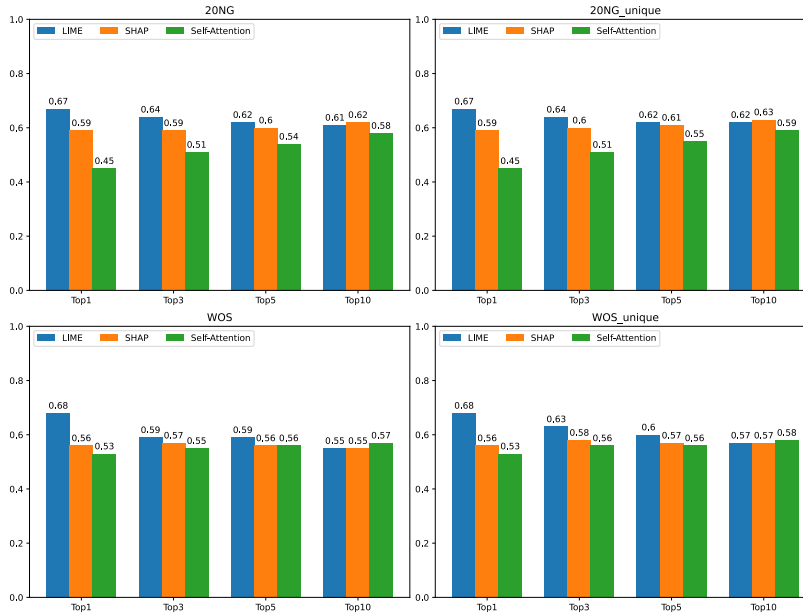 20NG
LIME SHAP Self-Attention
1.0
0.8
0.6
0.4
0.2
0.0
0.67 0.59 0.45
0.64 0.59 0.51
0.62 0.6 0.54
0.61 0.62 0.58
Top1 Top3 Top5 Top10
20NG_unique
LIME SHAP Self-Attention
1.0
0.8
0.6
0.4
0.2
0.0
0.67 0.59 0.45
0.64 0.6 0.51
0.62 0.61 0.55
0.62 0.63 0.59
Top1 Top3 Top5 Top10
WOS
LIME SHAP Self-Attention
1.0
0.8
0.6
0.4
0.2
0.0
0.68 0.56 0.53
0.59 0.57 0.55
0.59 0.56 0.56
0.55 0.55 0.57
Top1 Top3 Top5 Top10
WOS_unique
LIME SHAP Self-Attention
1.0
0.8
0.6
0.4
0.2
0.0
0.68 0.56 0.53
0.63 0.58 0.56
0.6 0.57 0.56
0.57 0.57 0.58
Top1 Top3 Top5 Top10